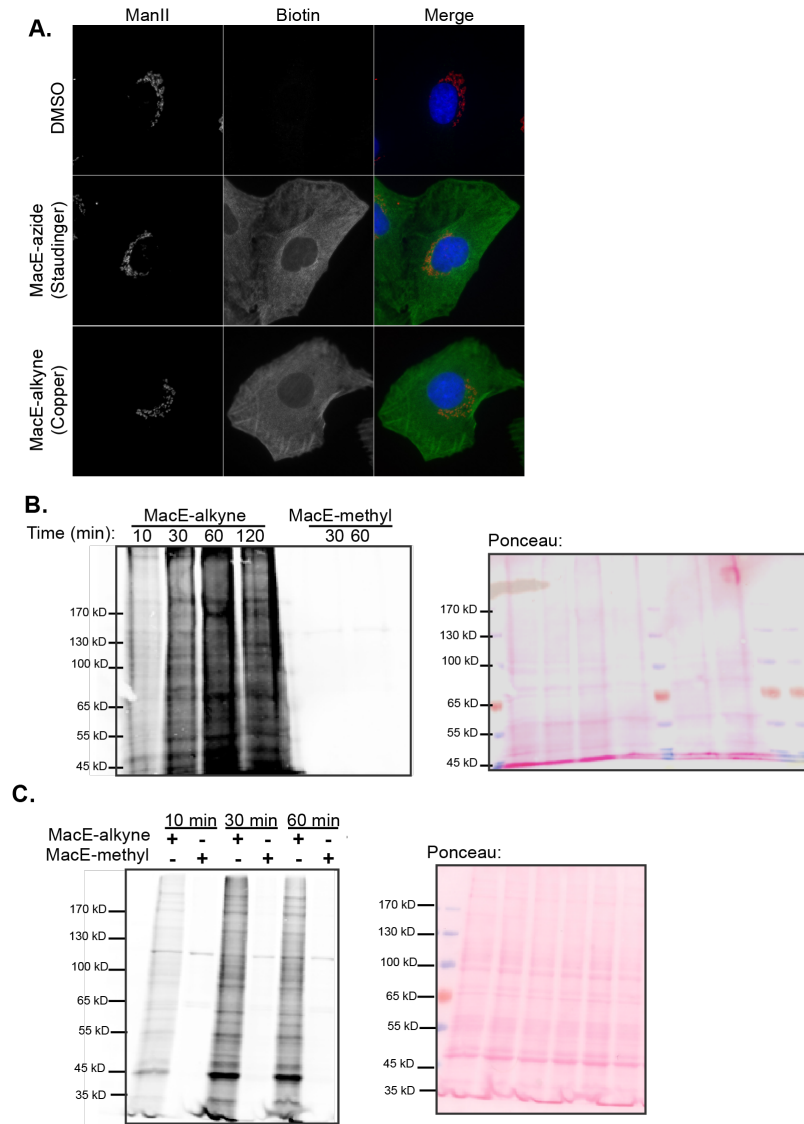 A.
ManII Biotin Merge
DMSO
MacE-azide
(Staudinger)
MacE-alkyne
(Copper)
B.
MacE-alkyne MacE-methyl
Time (min): 10 30 60 120 30 60
170 kD
130 kD
100 kD
65 kD
55 kD
45 kD
Ponceau:
170 kD
130 kD
100 kD
65 kD
55 kD
45 kD
C.
10 min 30 min 60 min
MacE-alkyne + - + - + -
MacE-methyl - + - + - +
170 kD
130 kD
100 kD
65 kD
55 kD
45 kD
35 kD
Ponceau:
170 kD
130 kD
100 kD
65 kD
55 kD
45 kD
35 kD